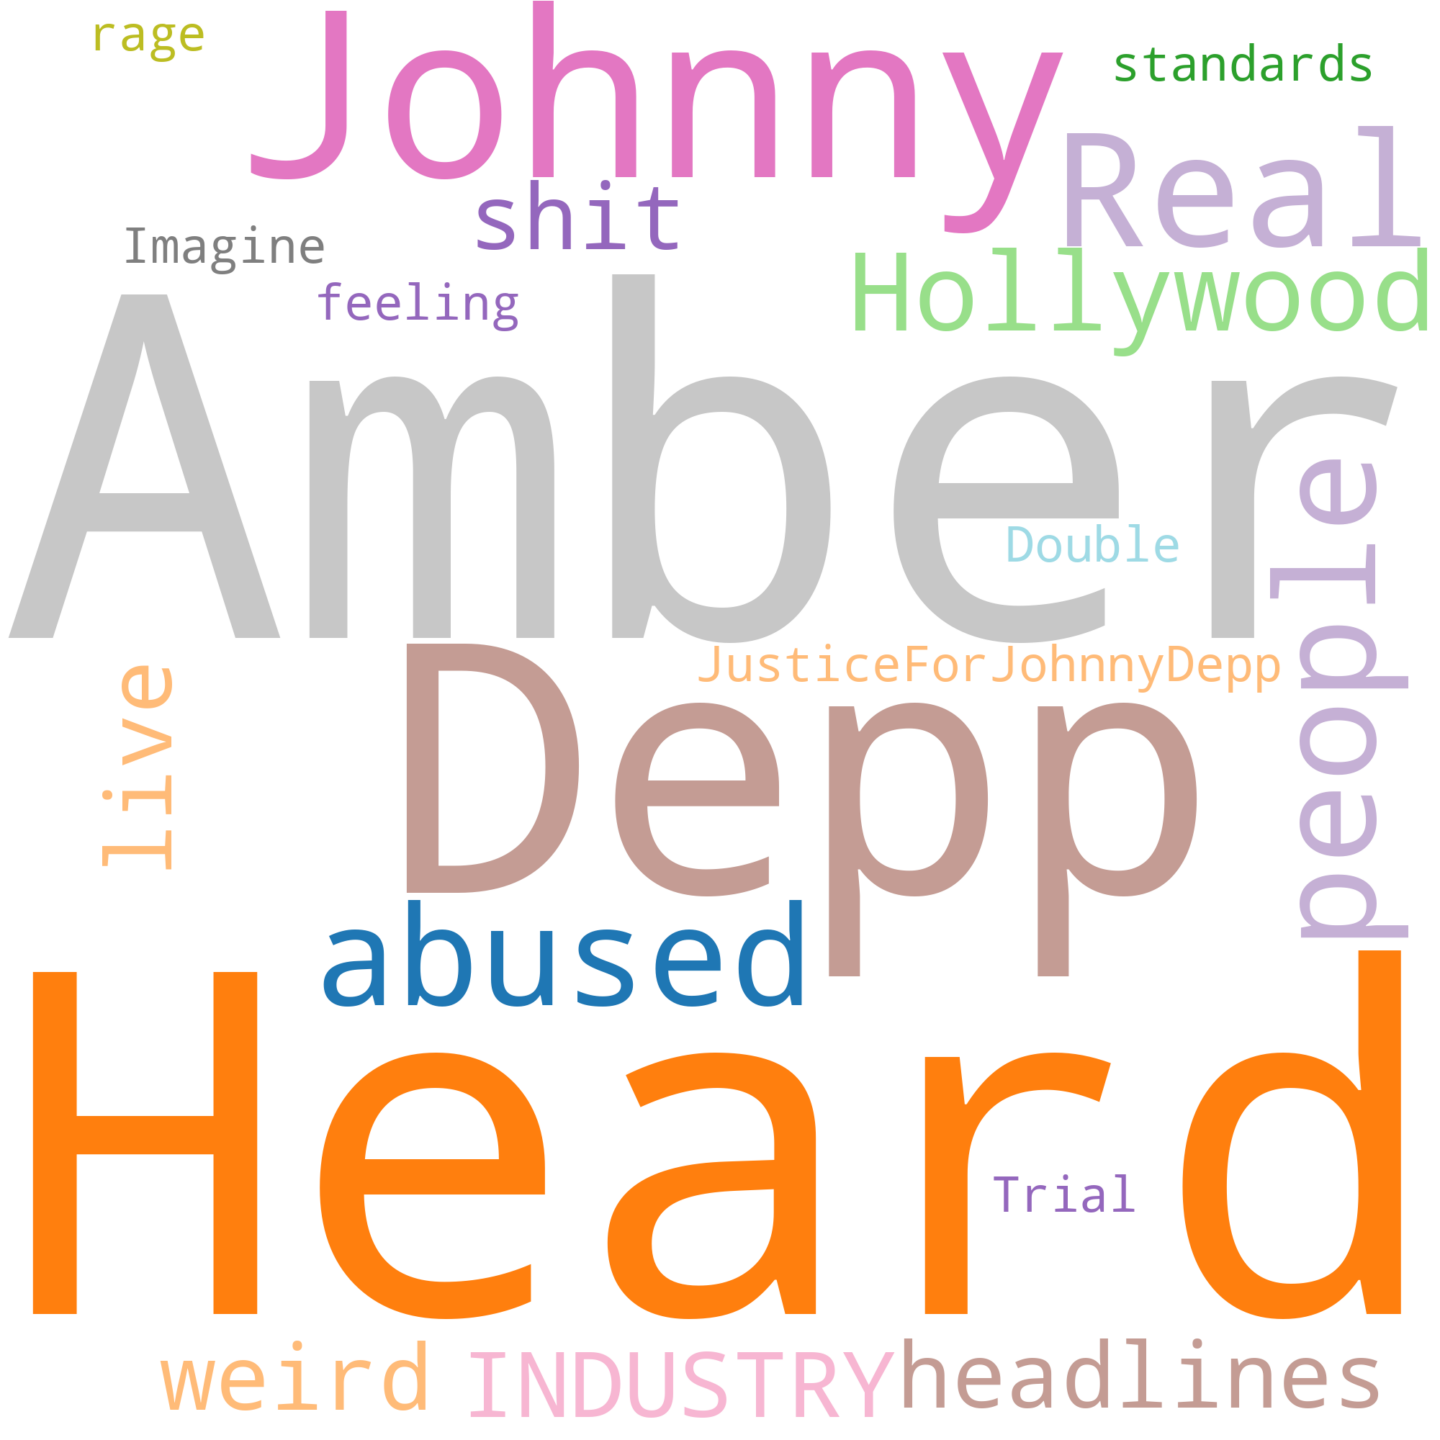 rage
Johnny
standards
Real
shit
Imagine
Hollywood
feeling
Amber
Double
people
JusticeForJohnnyDepp
live
Depp
abused
Heard
Trial
weird
INDUSTRY
headlines